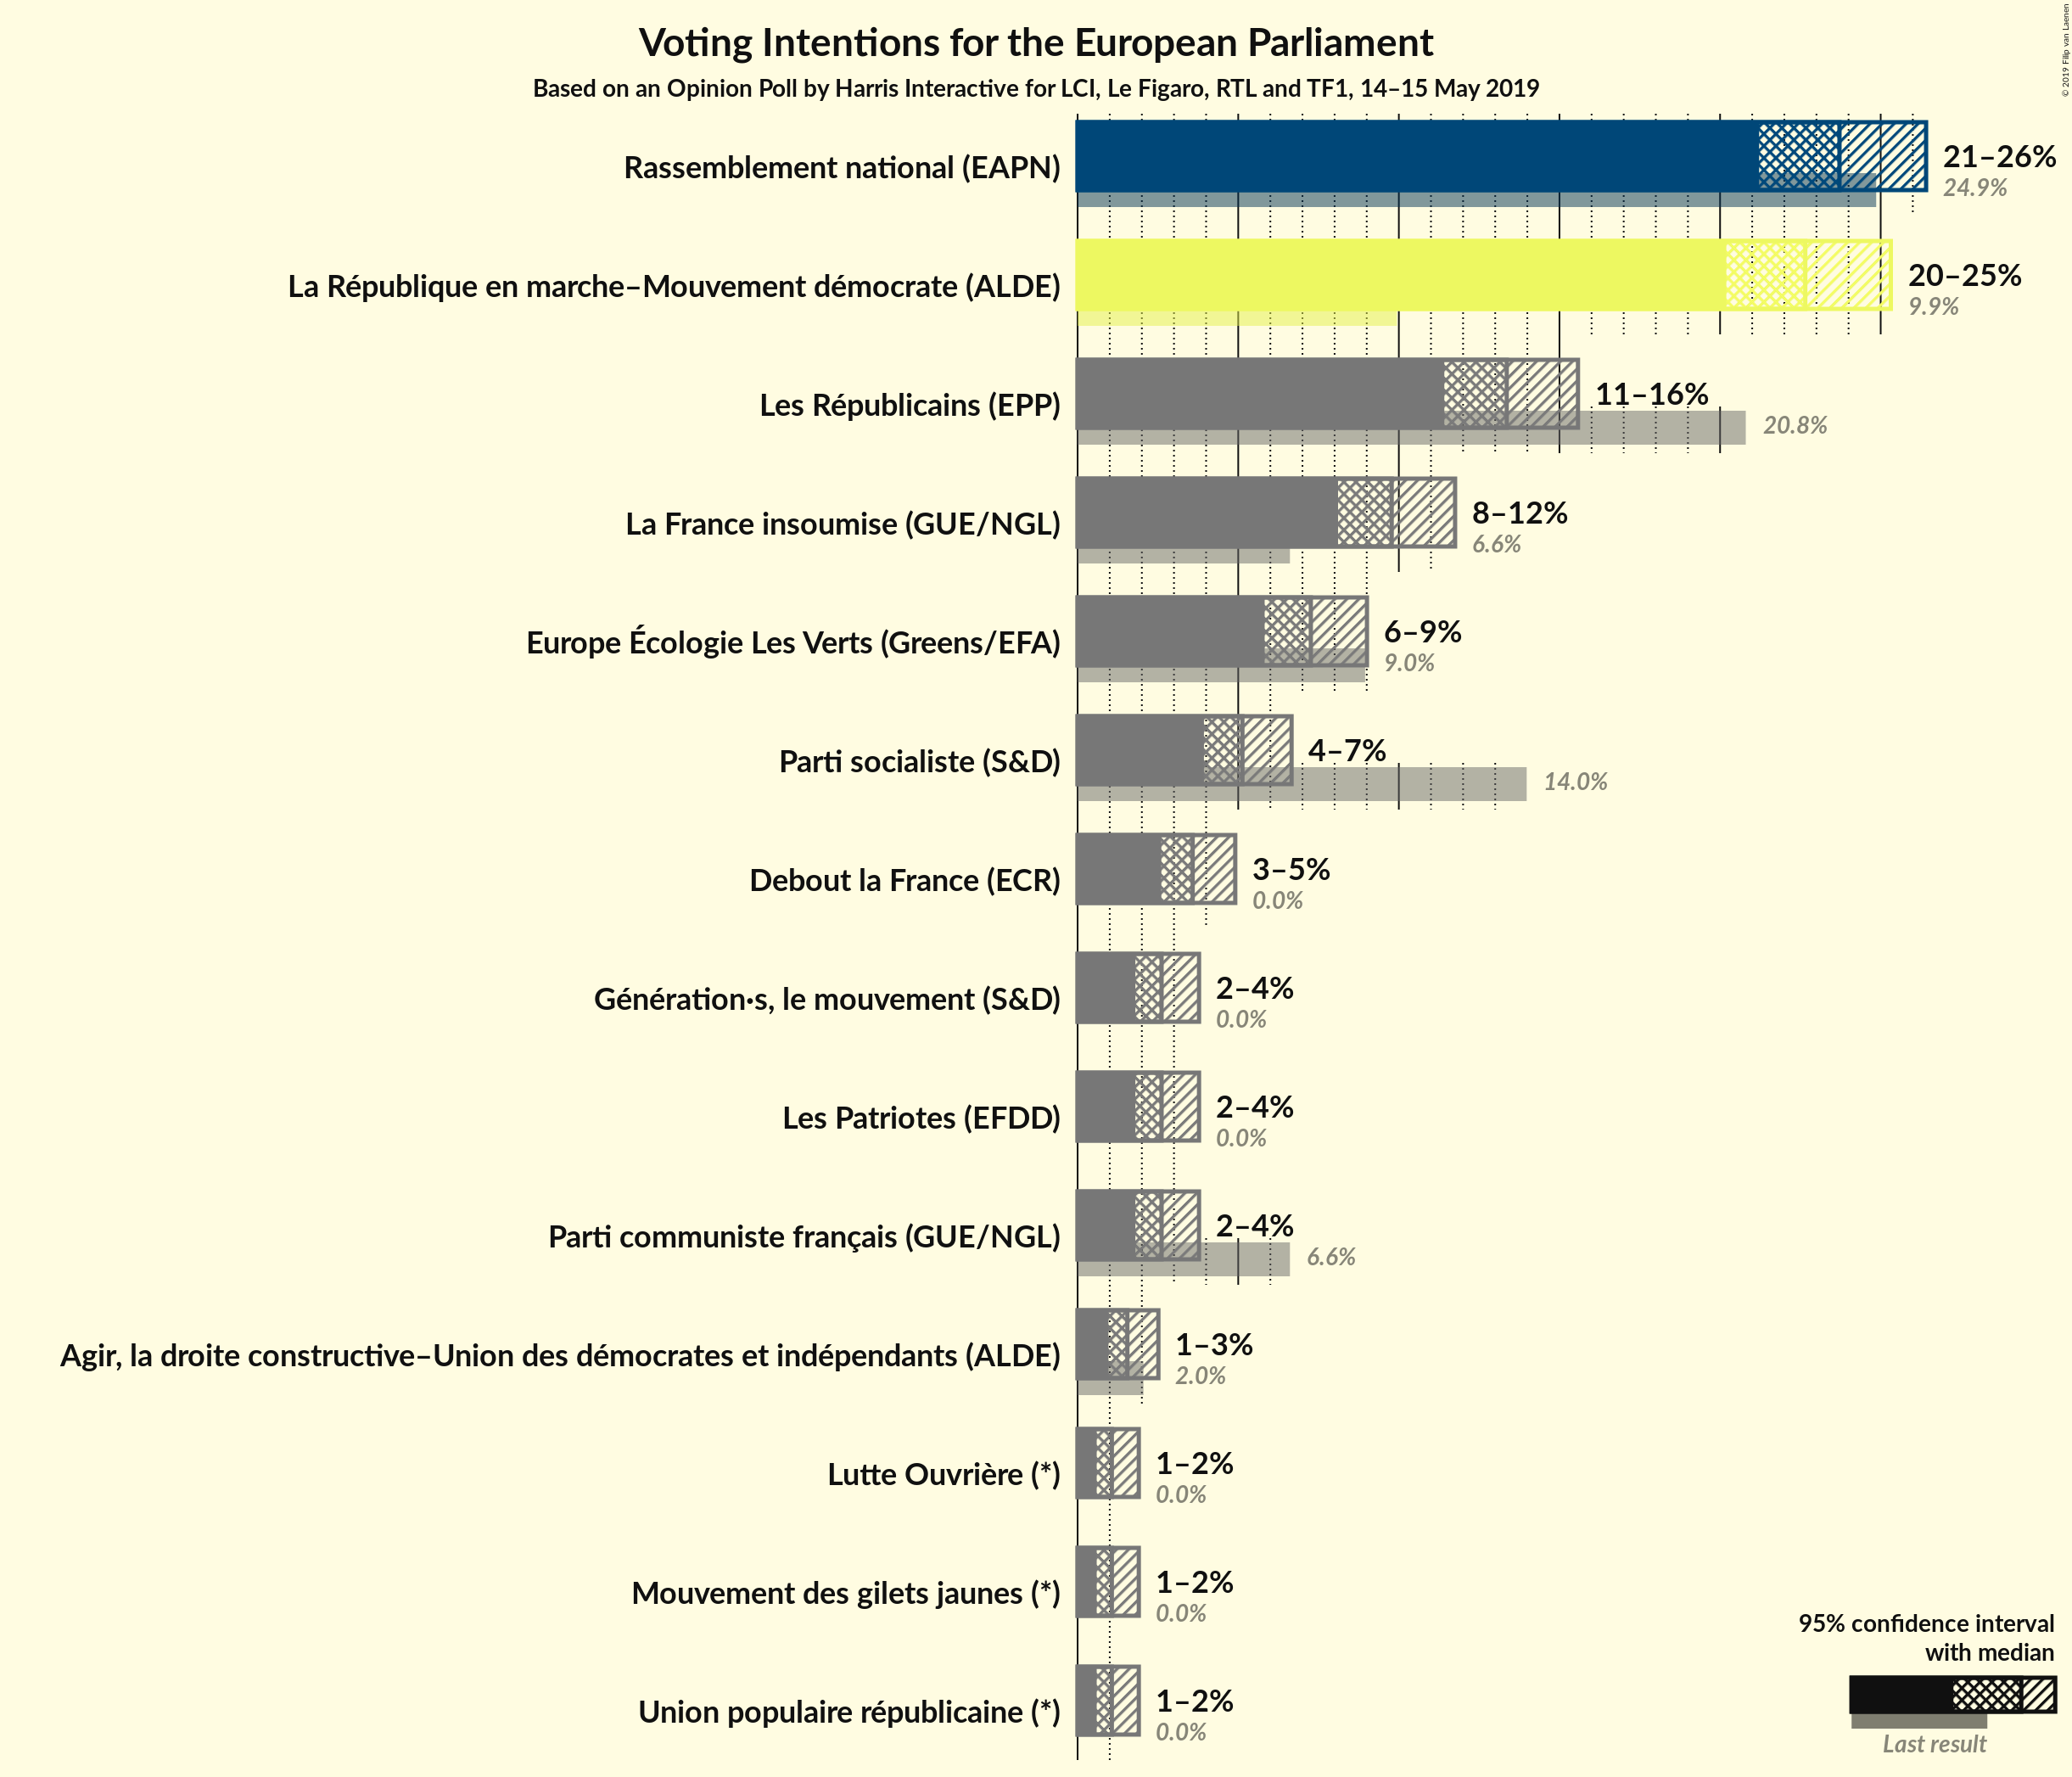 Voting Intentions for the European Parliament
Based on an Opinion Poll by Harris Interactive for LCI, Le Figaro, RTL and TF1, 14–15 May 2019
© 2019 Filip van Laenen
Rassemblement national (EAPN)
21–26%
24.9%
La République en marche–Mouvement démocrate (ALDE)
20–25%
9.9%
Les Républicains (EPP)
11–16%
20.8%
La France insoumise (GUE/NGL)
8–12%
6.6%
Europe Écologie Les Verts (Greens/EFA)
6–9%
9.0%
Parti socialiste (S&D)
4–7%
14.0%
Debout la France (ECR)
3–5%
0.0%
Génération·s, le mouvement (S&D)
2–4%
0.0%
Les Patriotes (EFDD)
2–4%
0.0%
Parti communiste français (GUE/NGL)
2–4%
6.6%
Agir, la droite constructive–Union des démocrates et indépendants (ALDE)
1–3%
2.0%
Lutte Ouvrière (*)
1–2%
0.0%
Mouvement des gilets jaunes (*)
1–2%
0.0%
Union populaire républicaine (*)
1–2%
0.0%
95% confidence interval
with median
Last result